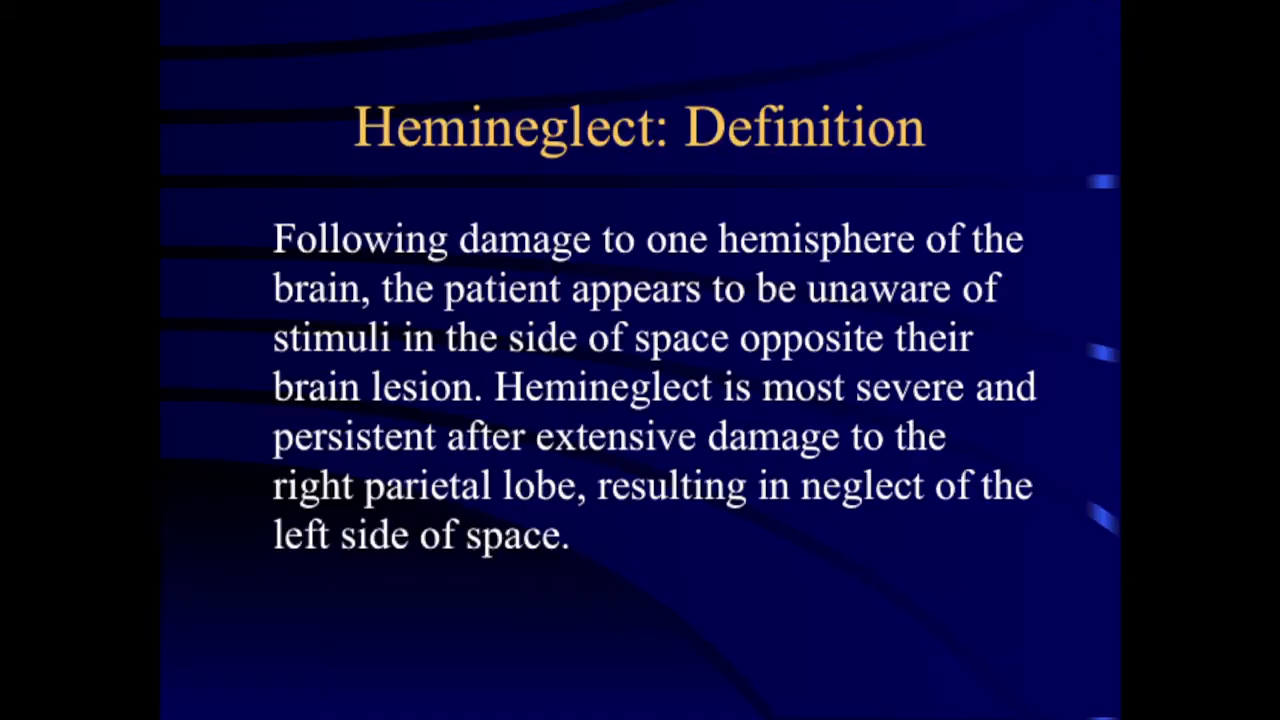 Hemineglect: Definition
Following damage to one hemisphere of the
brain, the patient appears to be unaware of
stimuli in the side of space opposite their
brain lesion. Hemineglect is most severe and
persistent after extensive damage to the
right parietal lobe, resulting in neglect of the
left side of space.